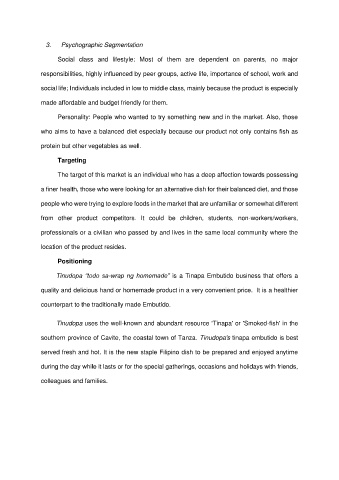 3. Psychographic Segmentation
Social class and lifestyle: Most of them are dependent on parents, no major
responsibilities, highly influenced by peer groups, active life, importance of school, work and
social life; Individuals included in low to middle class, mainly because the product is especially
made affordable and budget friendly for them.
Personality: People who wanted to try something new and in the market. Also, those
who aims to have a balanced diet especially because our product not only contains fish as
protein but other vegetables as well.
Targeting
The target of this market is an individual who has a deep affection towards possessing
a finer health, those who were looking for an alternative dish for their balanced diet, and those
people who were trying to explore foods in the market that are unfamiliar or somewhat different
from other product competitors. It could be children, students, non-workers/workers,
professionals or a civilian who passed by and lives in the same local community where the
location of the product resides.
Positioning
Tinudopa "todo sa-wrap ng homemade" is a Tinapa Embutido business that offers a
quality and delicious hand or homemade product in a very convenient price. It is a healthier
counterpart to the traditionally made Embutido.
Tinudopa uses the well-known and abundant resource 'Tinapa' or 'Smoked-fish' in the
southern province of Cavite, the coastal town of Tanza. Tinudopa's tinapa embutido is best
served fresh and hot. It is the new staple Filipino dish to be prepared and enjoyed anytime
during the day while it lasts or for the special gatherings, occasions and holidays with friends,
colleagues and families.